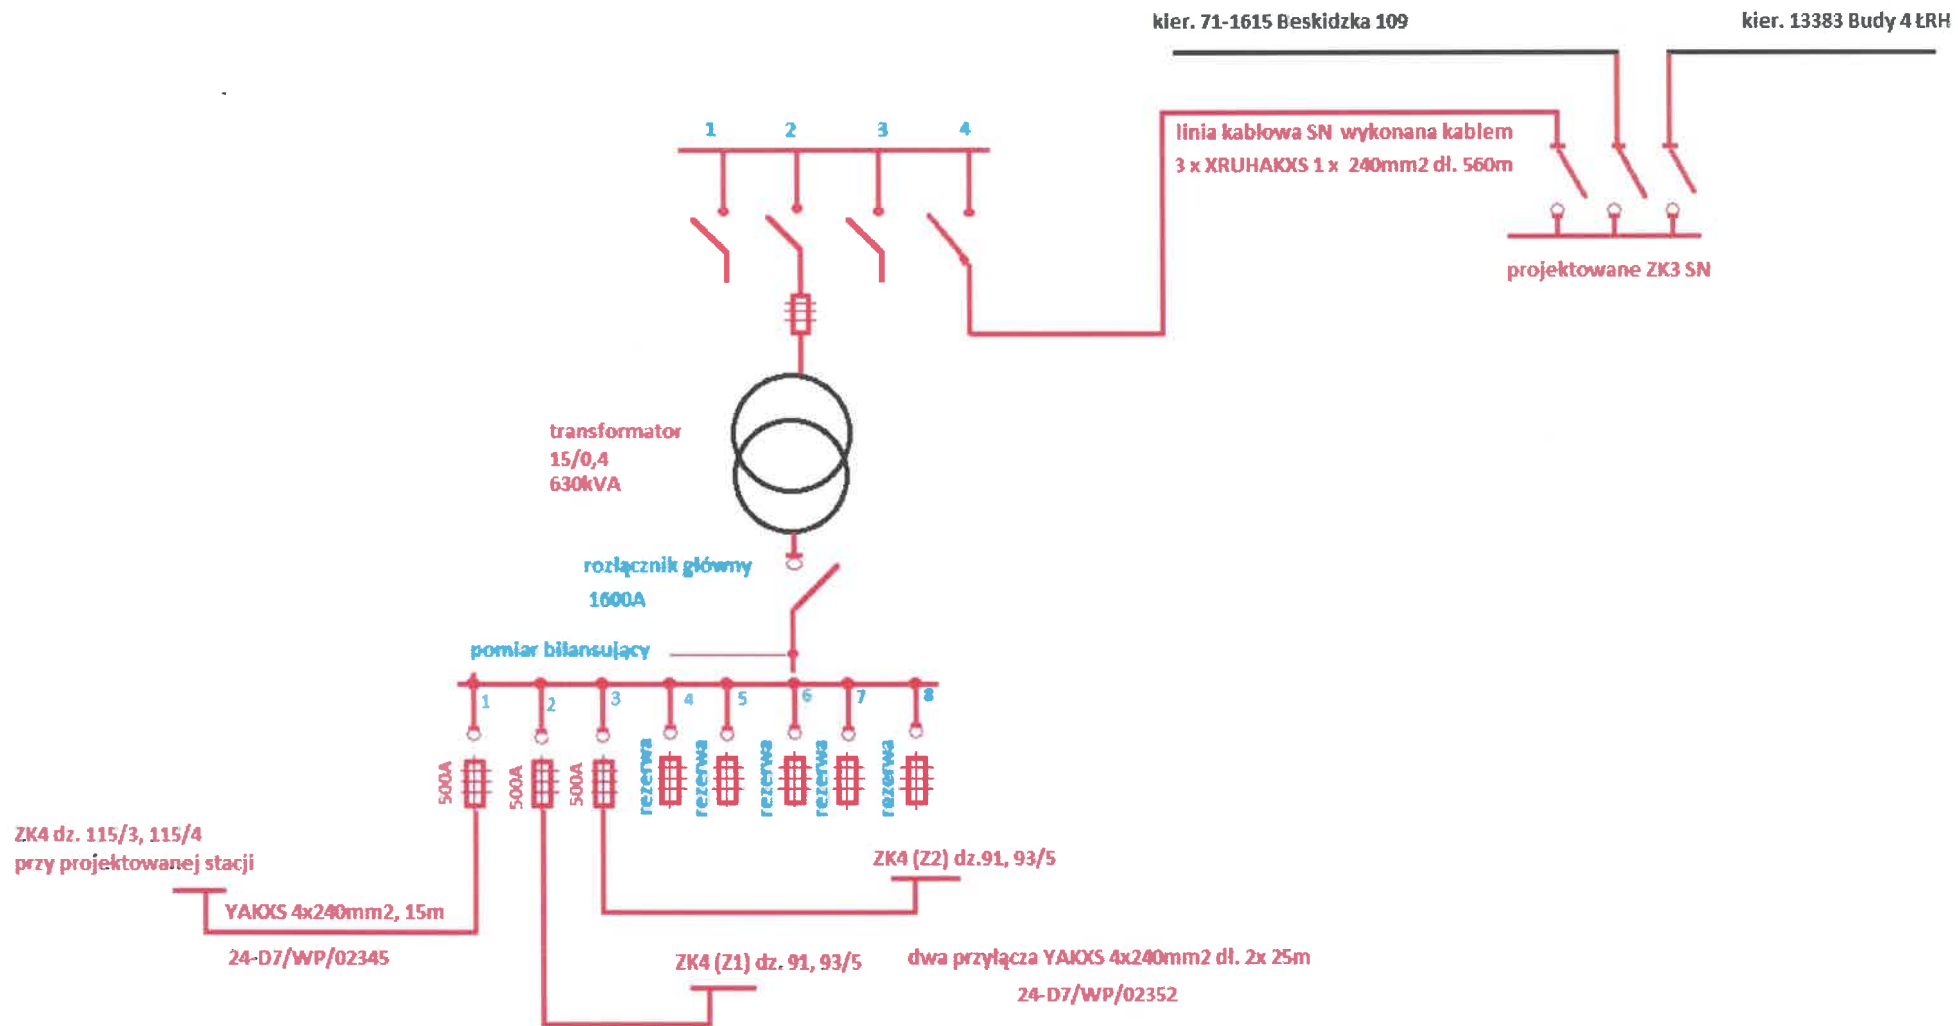 kier. 71-1615 Beskidzka 109
kier. 13383 Budy 4 ŁRH
1 2 3 4
linia kablowa SN wykonana kablem
3 x XRUHAKXS 1 x 240mm2 dł. 560m
projektowane ZK3 SN
transformator
15/0,4
630kVA
rozłącznik główny
1600A
pomiar bilansujący
1 2 3 4 5 6 7 8
500A
500A
500A
rezerwa
rezerwa
rezerwa
rezerwa
rezerwa
ZK4 dz. 115/3, 115/4
przy projektowanej stacji
YAKXS 4x240mm2, 15m
24-D7/WP/02345
ZK4 (Z2) dz.91, 93/5
ZK4 (Z1) dz. 91, 93/5
dwa przyłącza YAKXS 4x240mm2 dł. 2x 25m
24-D7/WP/02352